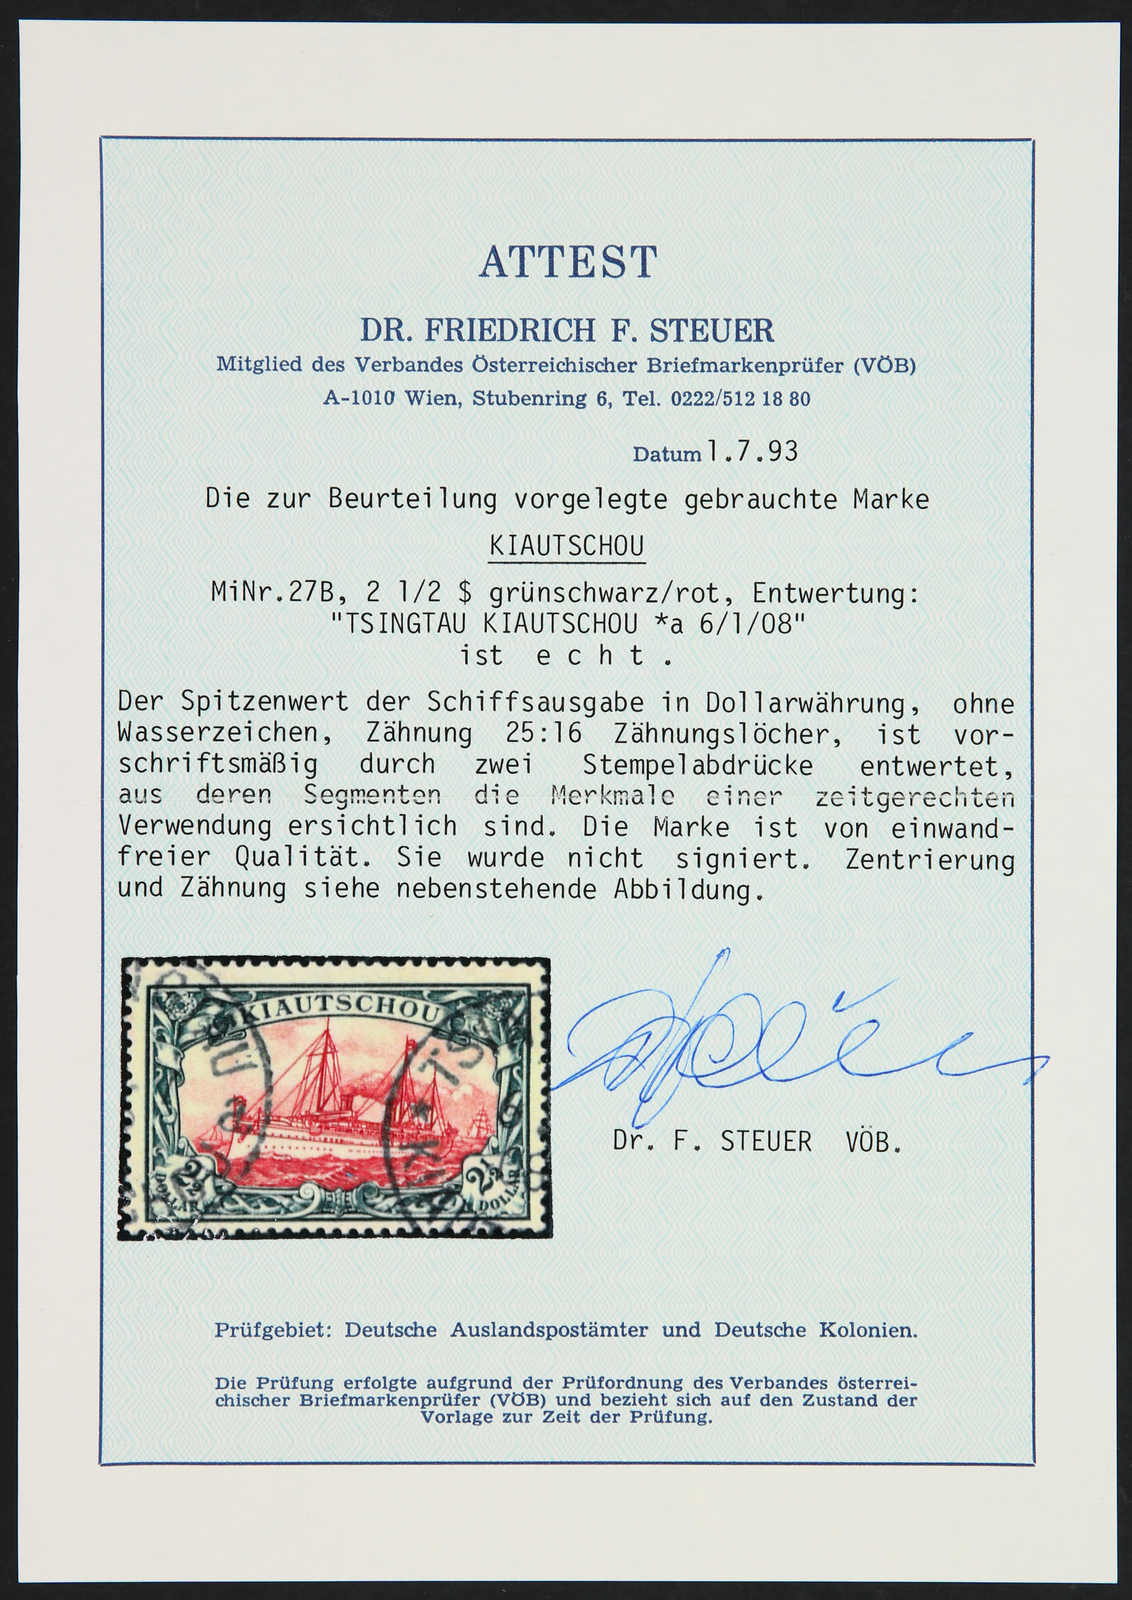 ATTEST
DR. FRIEDRICH F. STEUER
Mitglied des Verbandes Österreichischer Briefmarkenprüfer (VÖB)
A-1010 Wien, Stubenring 6, Tel. 0222/512 18 80
Datum 1.7.93
Die zur Beurteilung vorgelegte gebrauchte Marke
KIAUTSCHOU
MiNr.27B, 2 1/2 $ grünschwarz/rot, Entwertung:
"TSINGTAU KIAUTSCHOU *a 6/1/08"
ist e c h t .
Der Spitzenwert der Schiffsausgabe in Dollarwährung, ohne
Wasserzeichen, Zähnung 25:16 Zähnungslöcher, ist vor-
schriftsmäßig durch zwei Stempelabdrücke entwertet,
aus deren Segmenten die Merkmale einer zeitgerechten
Verwendung ersichtlich sind. Die Marke ist von einwand-
freier Qualität. Sie wurde nicht signiert. Zentrierung
und Zähnung siehe nebenstehende Abbildung.
KIAUTSCHOU
2½ 2½
DOLLAR DOLLAR
Dr. F. STEUER VÖB.
Prüfgebiet: Deutsche Auslandspostämter und Deutsche Kolonien.
Die Prüfung erfolgte aufgrund der Prüfordnung des Verbandes österrei-
chischer Briefmarkenprüfer (VÖB) und bezieht sich auf den Zustand der
Vorlage zur Zeit der Prüfung.